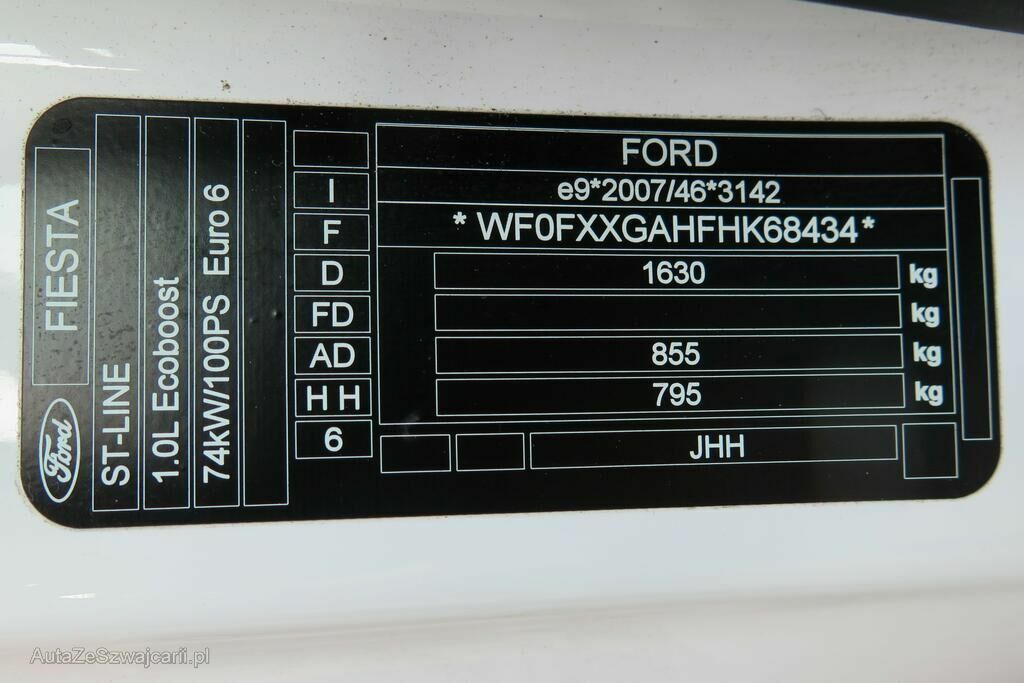 FIESTA
Ford
ST-LINE
1.0L Ecoboost
74kW/100PS Euro 6
I
F
D
FD
AD
H H
6
FORD
e9*2007/46*3142
* WF0FXXGAHFHK68434 *
1630 kg
kg
855 kg
795 kg
JHH
AutaZeSzwajcarii.pl